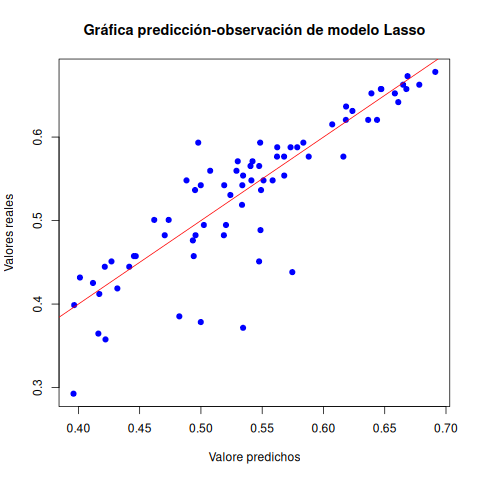 Gráfica predicción-observación de modelo Lasso
Valores reales
0.6
0.5
0.4
0.3
0.40 0.45 0.50 0.55 0.60 0.65 0.70
Valore predichos